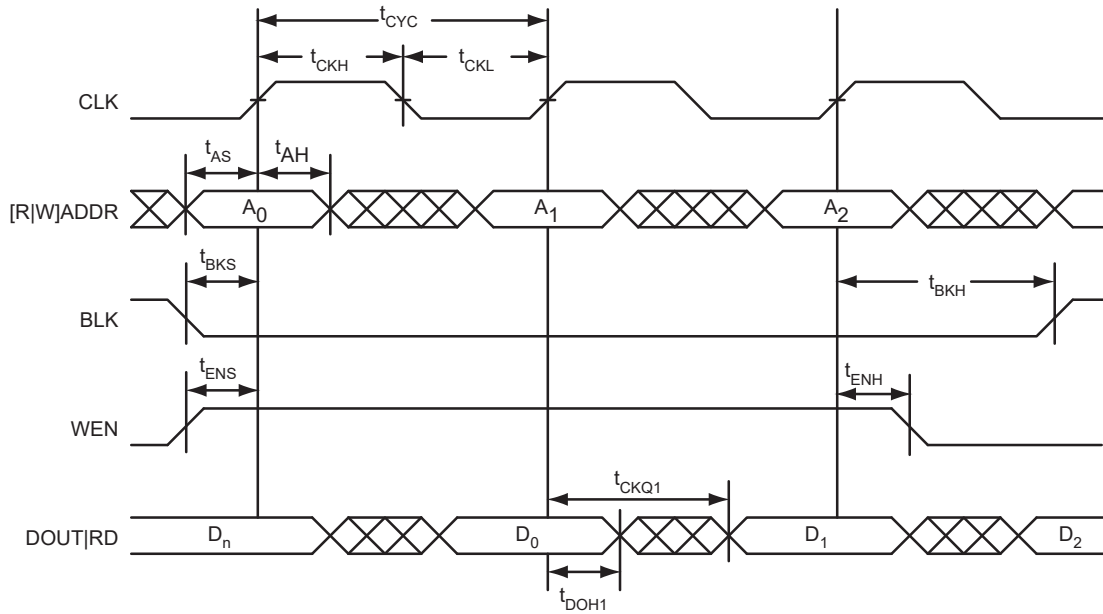 tCYC
tCKH tCKL
CLK
tAS tAH
[R|W]ADDR A0 A1 A2
tBKS tBKH
BLK
tENS tENH
WEN
tCKQ1
DOUT|RD Dn D0 D1 D2
tDOH1